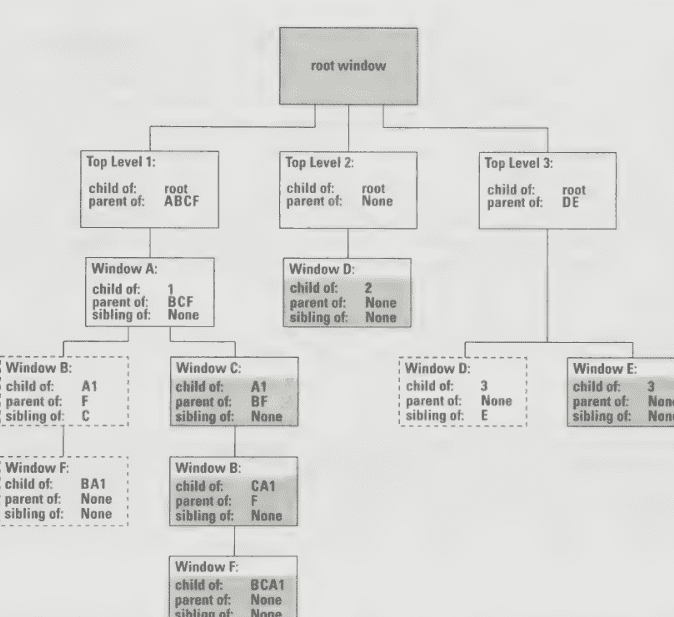 root window
Top Level 1:
child of: root
parent of: ABCF
Top Level 2:
child of: root
parent of: None
Top Level 3:
child of: root
parent of: DE
Window A:
child of: 1
parent of: BCF
sibling of: None
Window D:
child of: 2
parent of: None
sibling of: None
Window B:
child of: A1
parent of: F
sibling of: C
Window C:
child of: A1
parent of: BF
sibling of: None
Window D:
child of: 3
parent of: None
sibling of: E
Window E:
child of: 3
parent of: None
sibling of: None
Window F:
child of: BA1
parent of: None
sibling of: None
Window B:
child of: CA1
parent of: F
sibling of: None
Window F:
child of: BCA1
parent of: None
sibling of: None